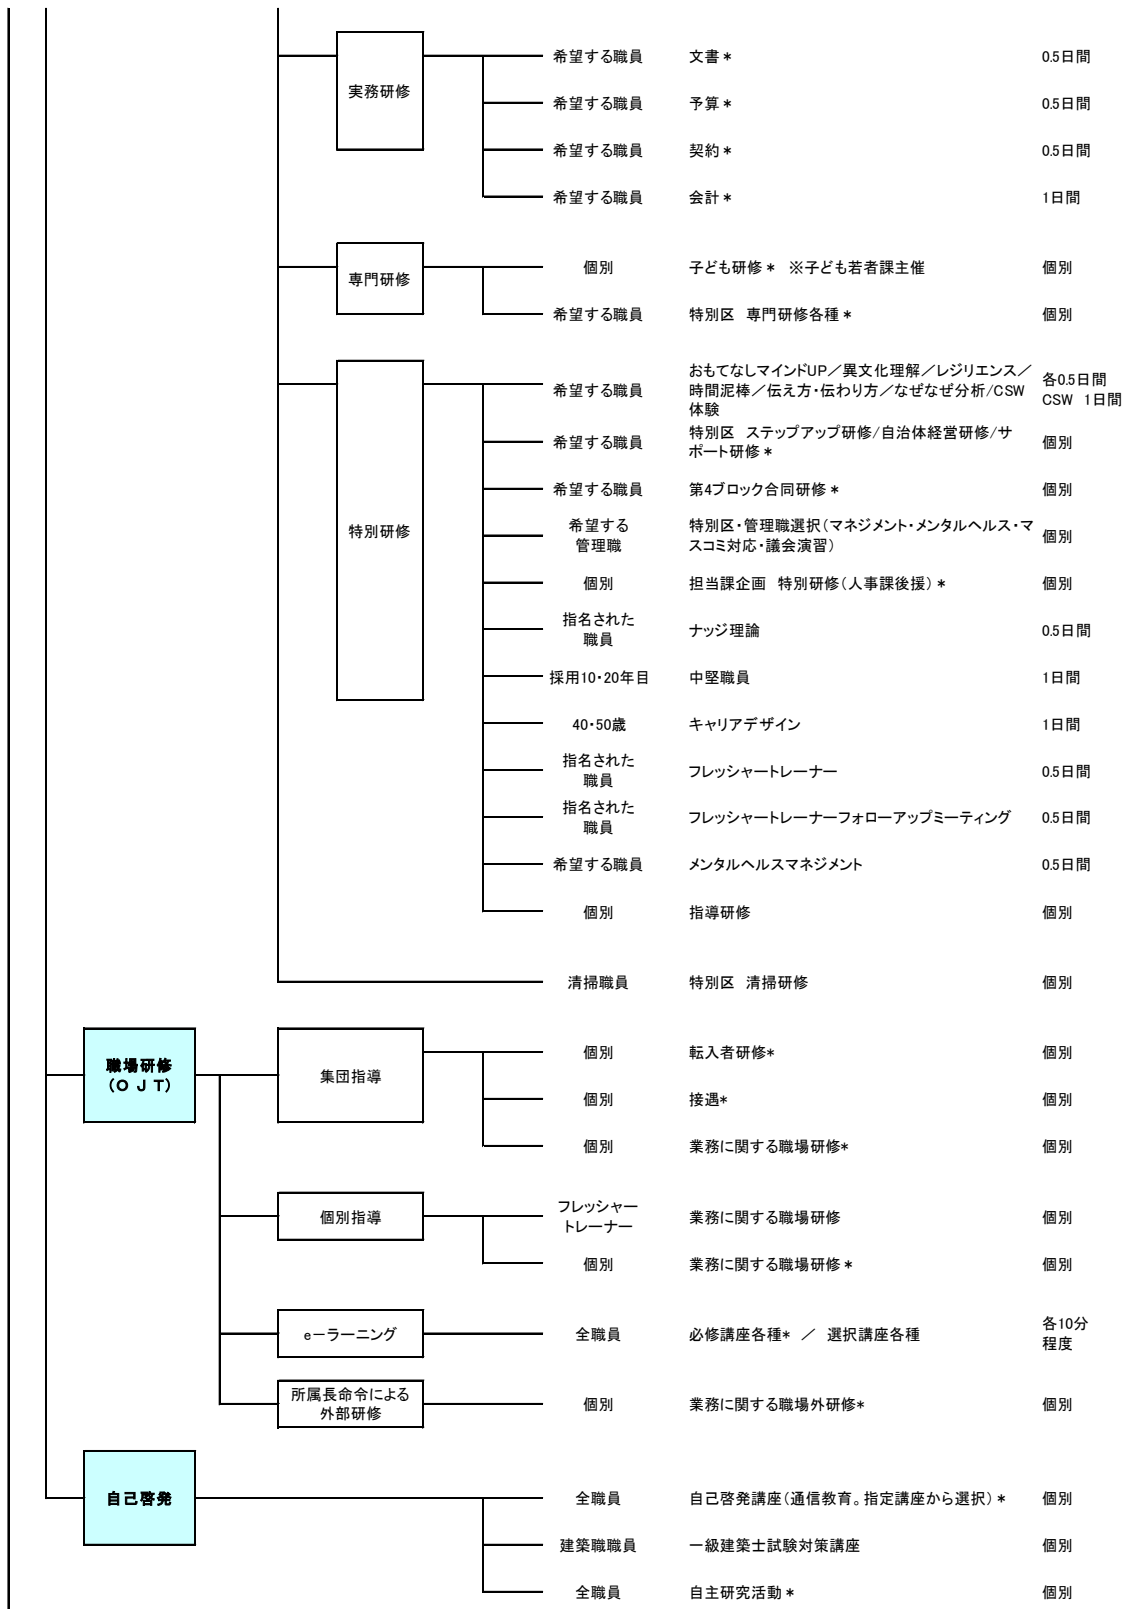 実務研修
希望する職員 文書* 0.5日間
希望する職員 予算* 0.5日間
希望する職員 契約* 0.5日間
希望する職員 会計* 1日間
専門研修
個別 子ども研修* ※子ども若者課主催 個別
希望する職員 特別区 専門研修各種* 個別
特別研修
希望する職員
おもてなしマインドUP／異文化理解／レジリエンス／
時間泥棒／伝え方・伝わり方／なぜなぜ分析/CSW
体験
各0.5日間
CSW 1日間
希望する職員
特別区 ステップアップ研修/自治体経営研修/サ
ポート研修*
個別
希望する職員 第4ブロック合同研修* 個別
希望する
管理職
特別区・管理職選択（マネジメント・メンタルヘルス・マ
スコミ対応・議会演習）
個別
個別 担当課企画 特別研修（人事課後援）* 個別
指名された
職員
ナッジ理論 0.5日間
採用10・20年目 中堅職員 1日間
40・50歳 キャリアデザイン 1日間
指名された
職員
フレッシャートレーナー 0.5日間
指名された
職員
フレッシャートレーナーフォローアップミーティング 0.5日間
希望する職員 メンタルヘルスマネジメント 0.5日間
個別 指導研修 個別
清掃職員 特別区 清掃研修 個別
職場研修
（ＯＪＴ）
集団指導
個別 転入者研修* 個別
個別 接遇* 個別
個別 業務に関する職場研修* 個別
個別指導
フレッシャー
トレーナー
業務に関する職場研修 個別
個別 業務に関する職場研修* 個別
e－ラーニング
全職員 必修講座各種* ／ 選択講座各種
各10分
程度
所属長命令による
外部研修
個別 業務に関する職場外研修* 個別
自己啓発
全職員 自己啓発講座（通信教育。指定講座から選択）* 個別
建築職職員 一級建築士試験対策講座 個別
全職員 自主研究活動* 個別